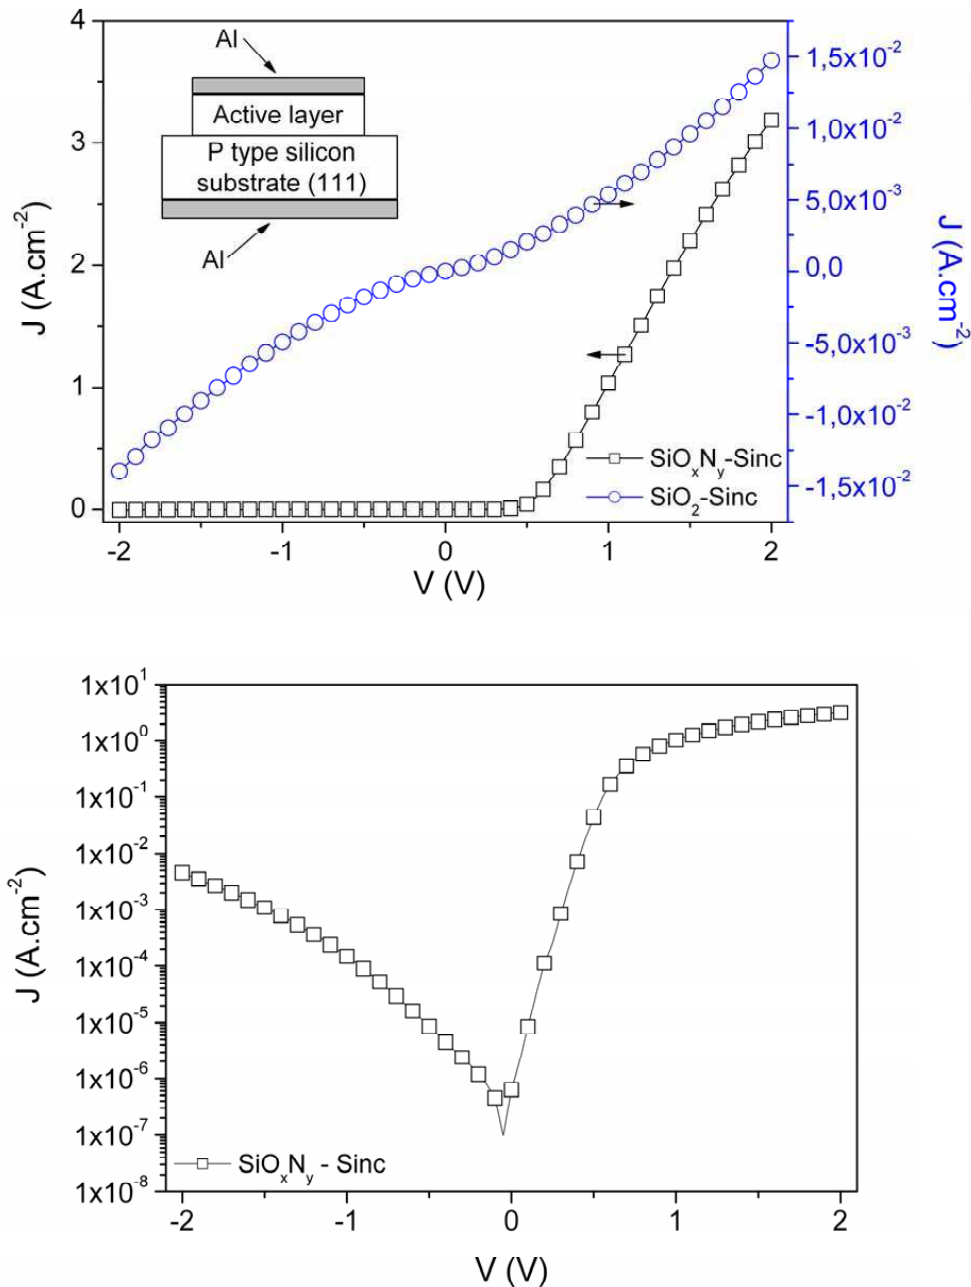 Al
Active layer
P type silicon
substrate (111)
Al
J (A.cm⁻²)
4
3
2
1
0
-2
-1
0
1
2
V (V)
1,5x10⁻²
1,0x10⁻²
5,0x10⁻³
0,0
-5,0x10⁻³
-1,0x10⁻²
-1,5x10⁻²
J (A.cm⁻²)
SiOₓNᵧ-Sinc
SiO₂-Sinc
J (A.cm⁻²)
1x10¹
1x10⁰
1x10⁻¹
1x10⁻²
1x10⁻³
1x10⁻⁴
1x10⁻⁵
1x10⁻⁶
1x10⁻⁷
1x10⁻⁸
SiOₓNᵧ - Sinc
-2
-1
0
1
2
V (V)